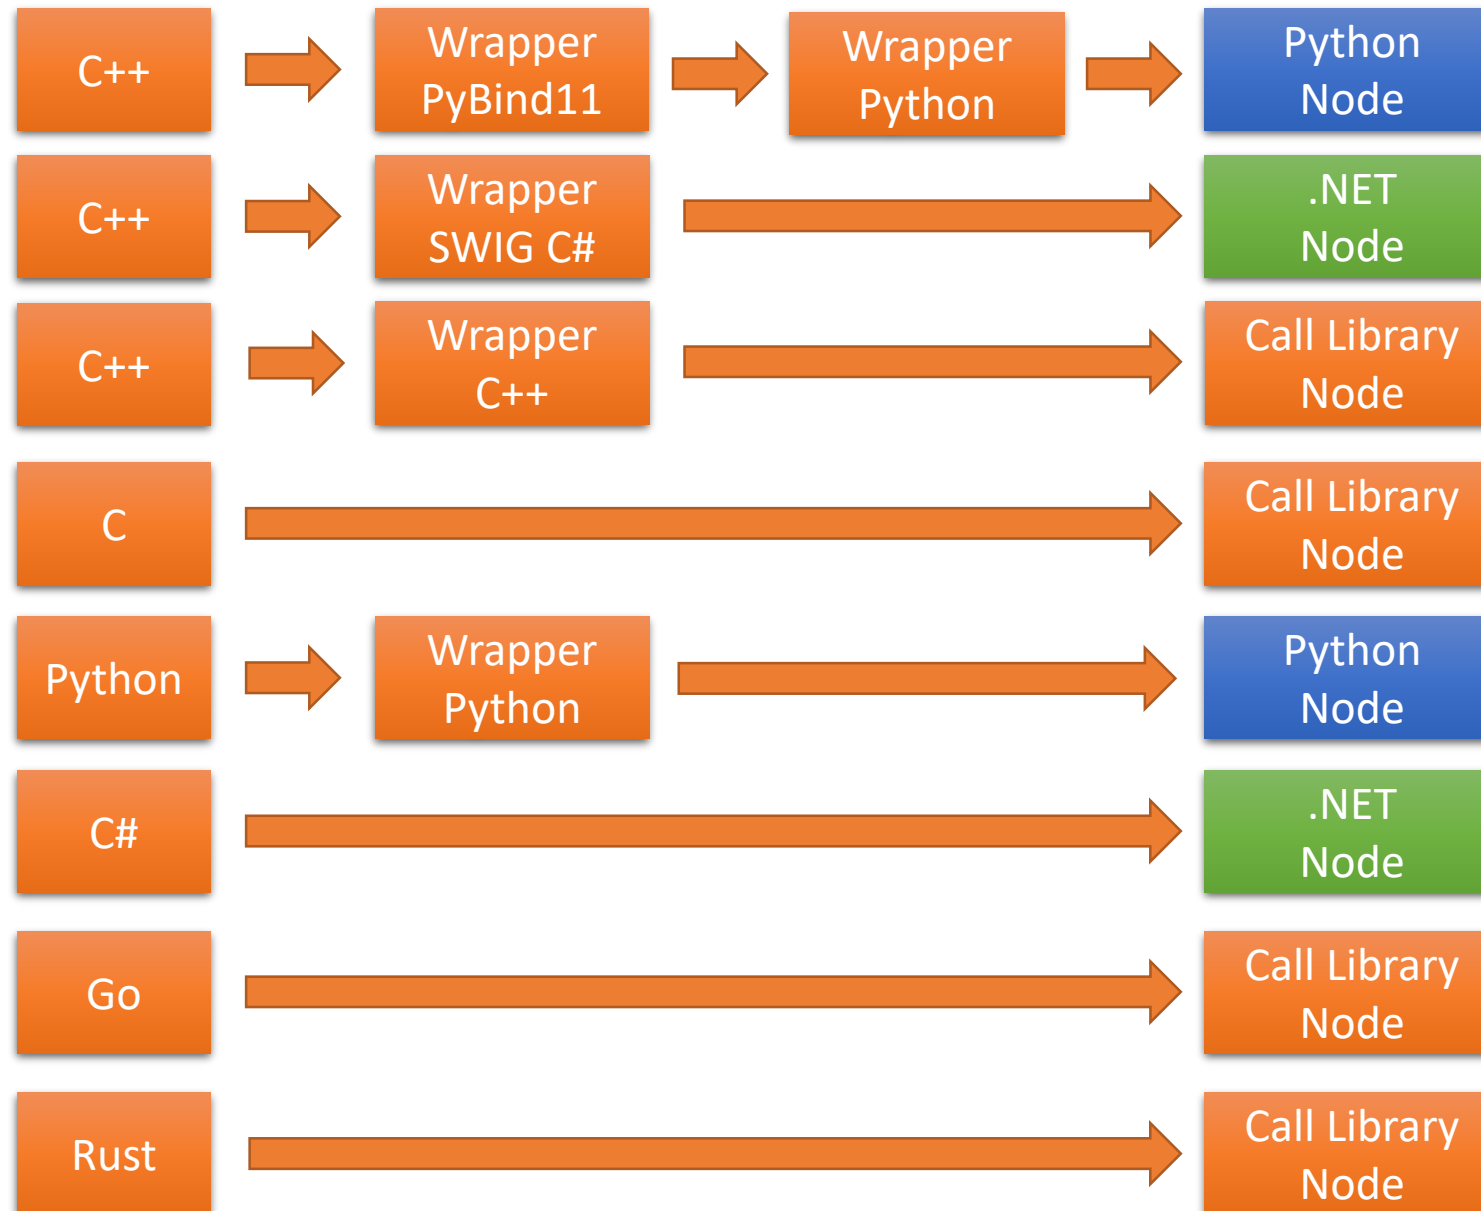 C++
Wrapper
PyBind11
Wrapper
Python
Python
Node
C++
Wrapper
SWIG C#
.NET
Node
C++
Wrapper
C++
Call Library
Node
C
Call Library
Node
Python
Wrapper
Python
Python
Node
C#
.NET
Node
Go
Call Library
Node
Rust
Call Library
Node